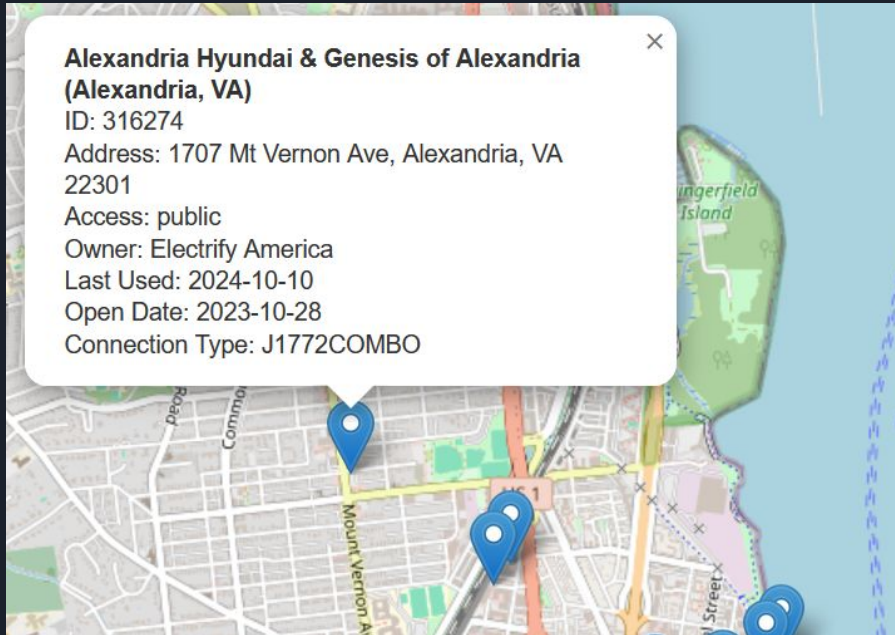 Alexandria Hyundai & Genesis of Alexandria
(Alexandria, VA)
ID: 316274
Address: 1707 Mt Vernon Ave, Alexandria, VA
22301
Access: public
Owner: Electrify America
Last Used: 2024-10-10
Open Date: 2023-10-28
Connection Type: J1772COMBO
×
Island
Road
Common
US 1
Mount Vernon Av
Street